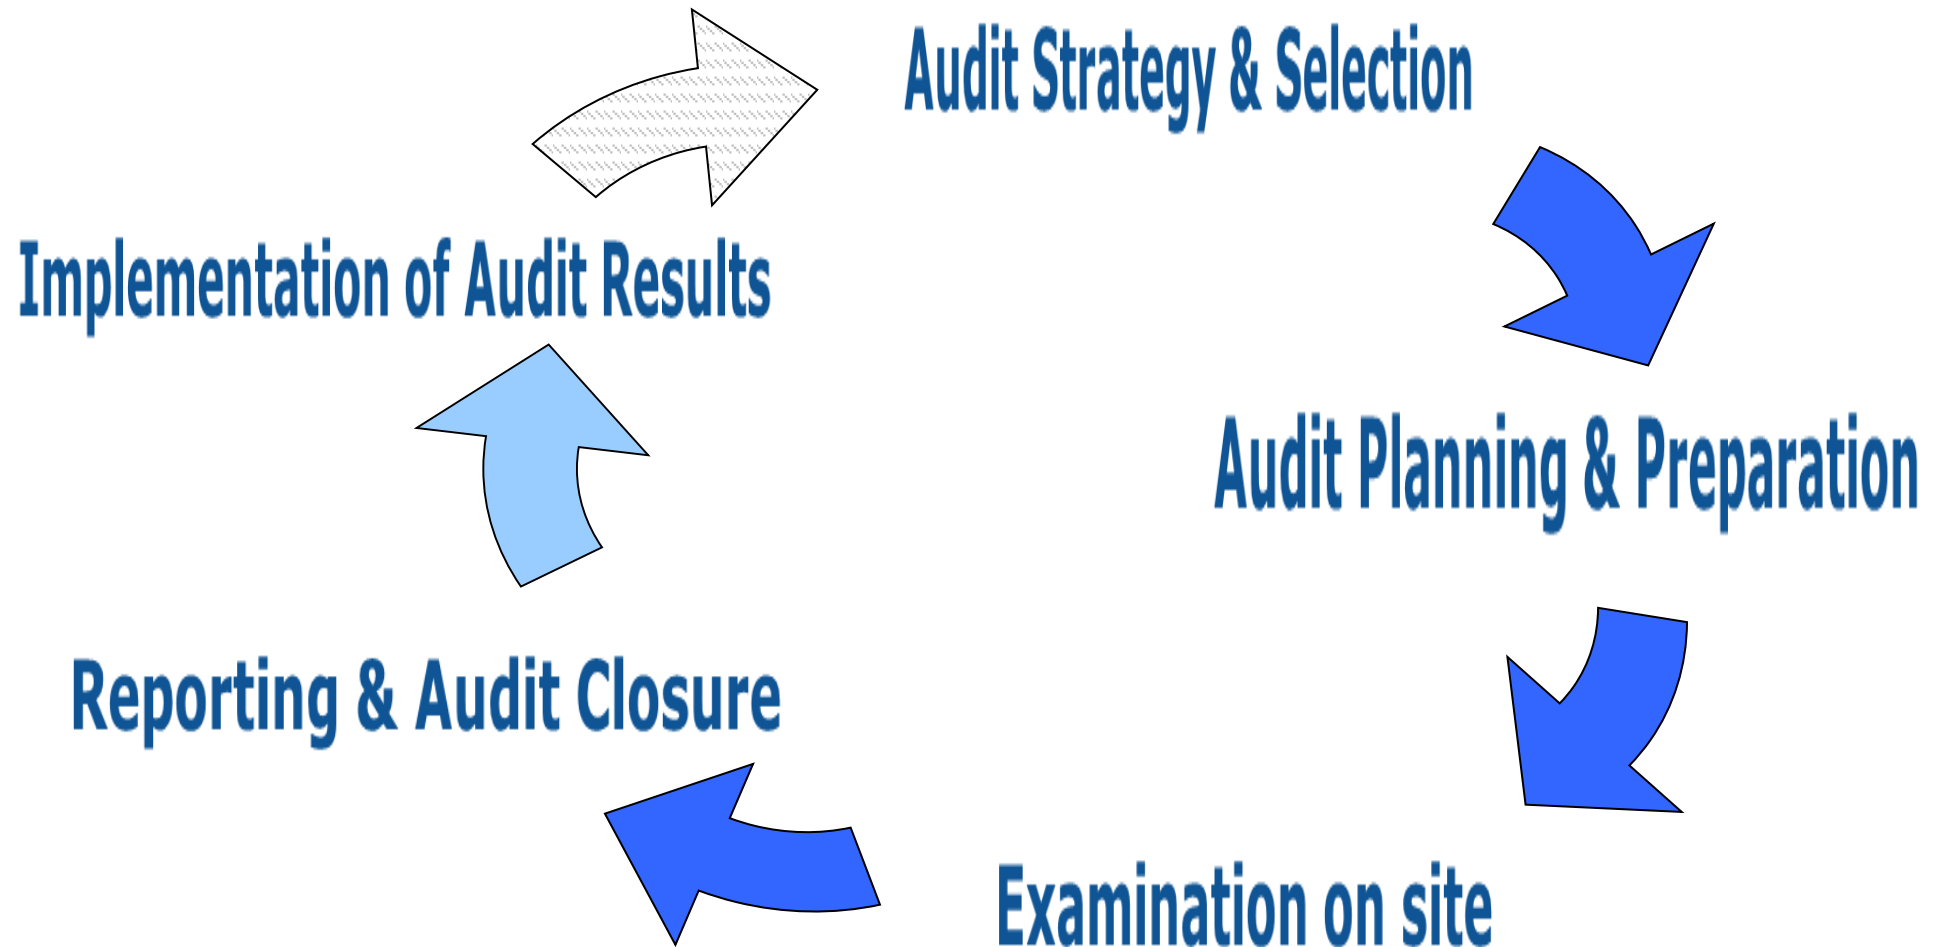 Audit Strategy & Selection
Implementation of Audit Results
Audit Planning & Preparation
Reporting & Audit Closure
Examination on site